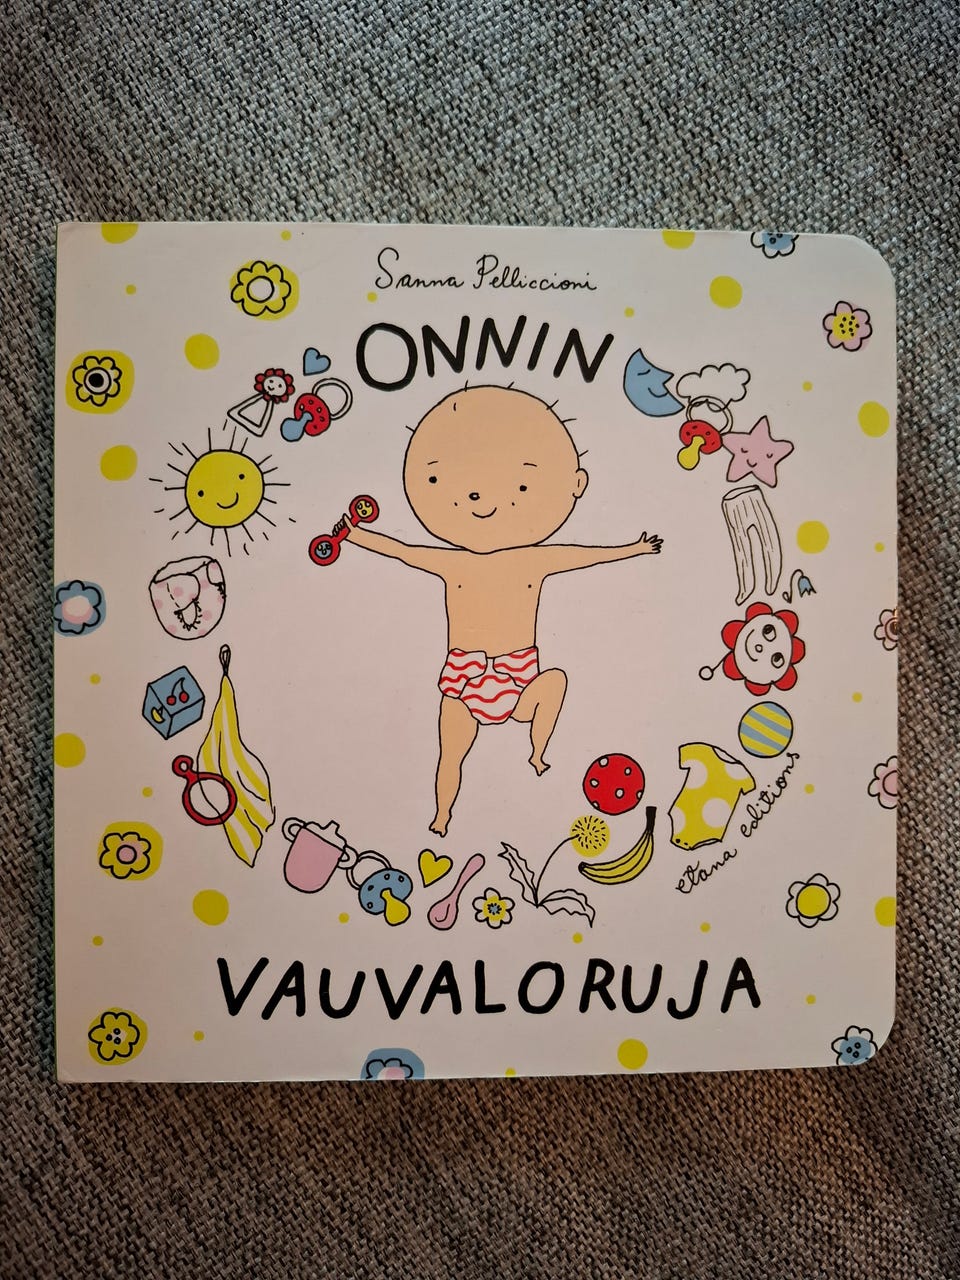 Sanna Pelliccioni
ONNIN
etana editions
VAUVALORUJA